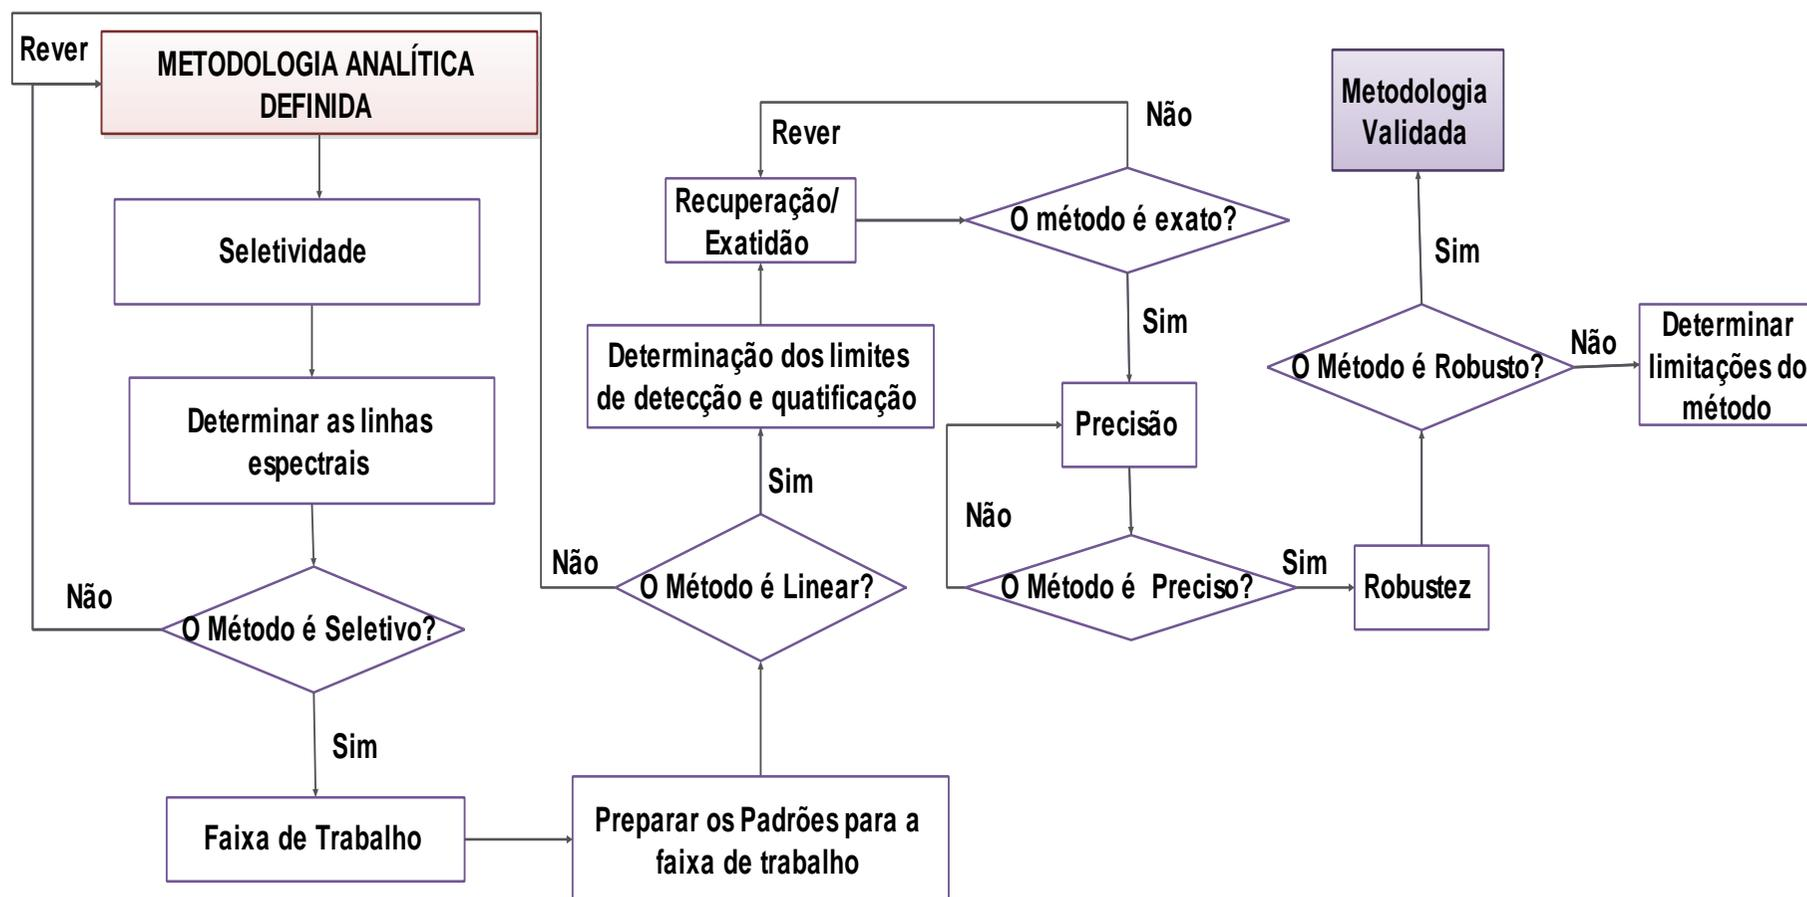 Rever
METODOLOGIA ANALÍTICA
DEFINIDA
Seletividade
Determinar as linhas
espectrais
Não
O Método é Seletivo?
Sim
Faixa de Trabalho
Preparar os Padrões para a
faixa de trabalho
Não
O Método é Linear?
Sim
Determinação dos limites
de detecção e quatificação
Recuperação/
Exatidão
Rever
Não
O método é exato?
Sim
Precisão
Não
O Método é Preciso?
Sim
Robustez
O Método é Robusto?
Não
Determinar
limitações do
método
Sim
Metodologia
Validada